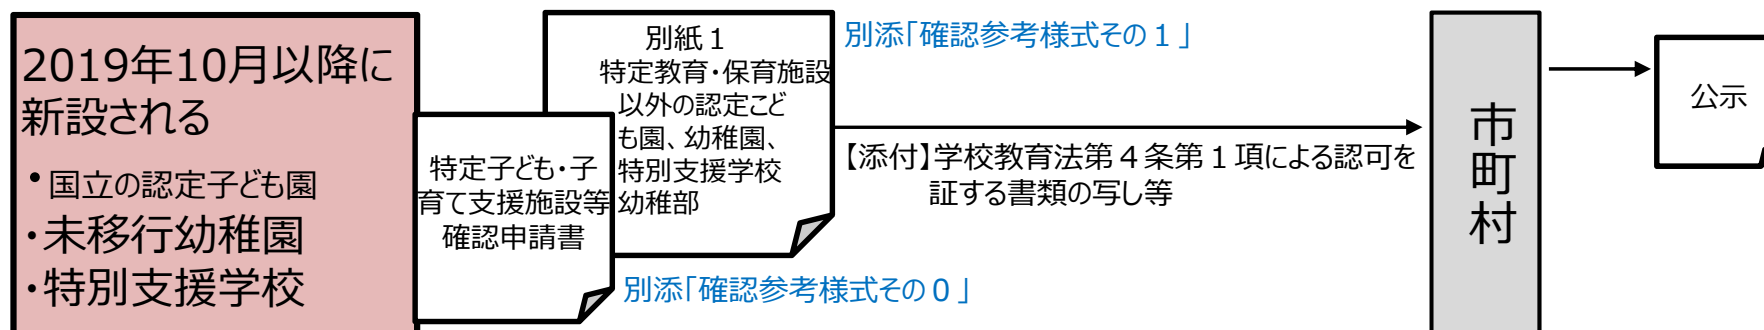 2019年10月以降に
新設される
・国立の認定子ども園
・未移行幼稚園
・特別支援学校
特定子ども・子
育て支援施設等
確認申請書
別紙１
特定教育・保育施設
以外の認定こど
も園、幼稚園、
特別支援学校
幼稚部
別添「確認参考様式その１」
【添付】学校教育法第４条第１項による認可を
証する書類の写し等
別添「確認参考様式その０」
市町村
公示